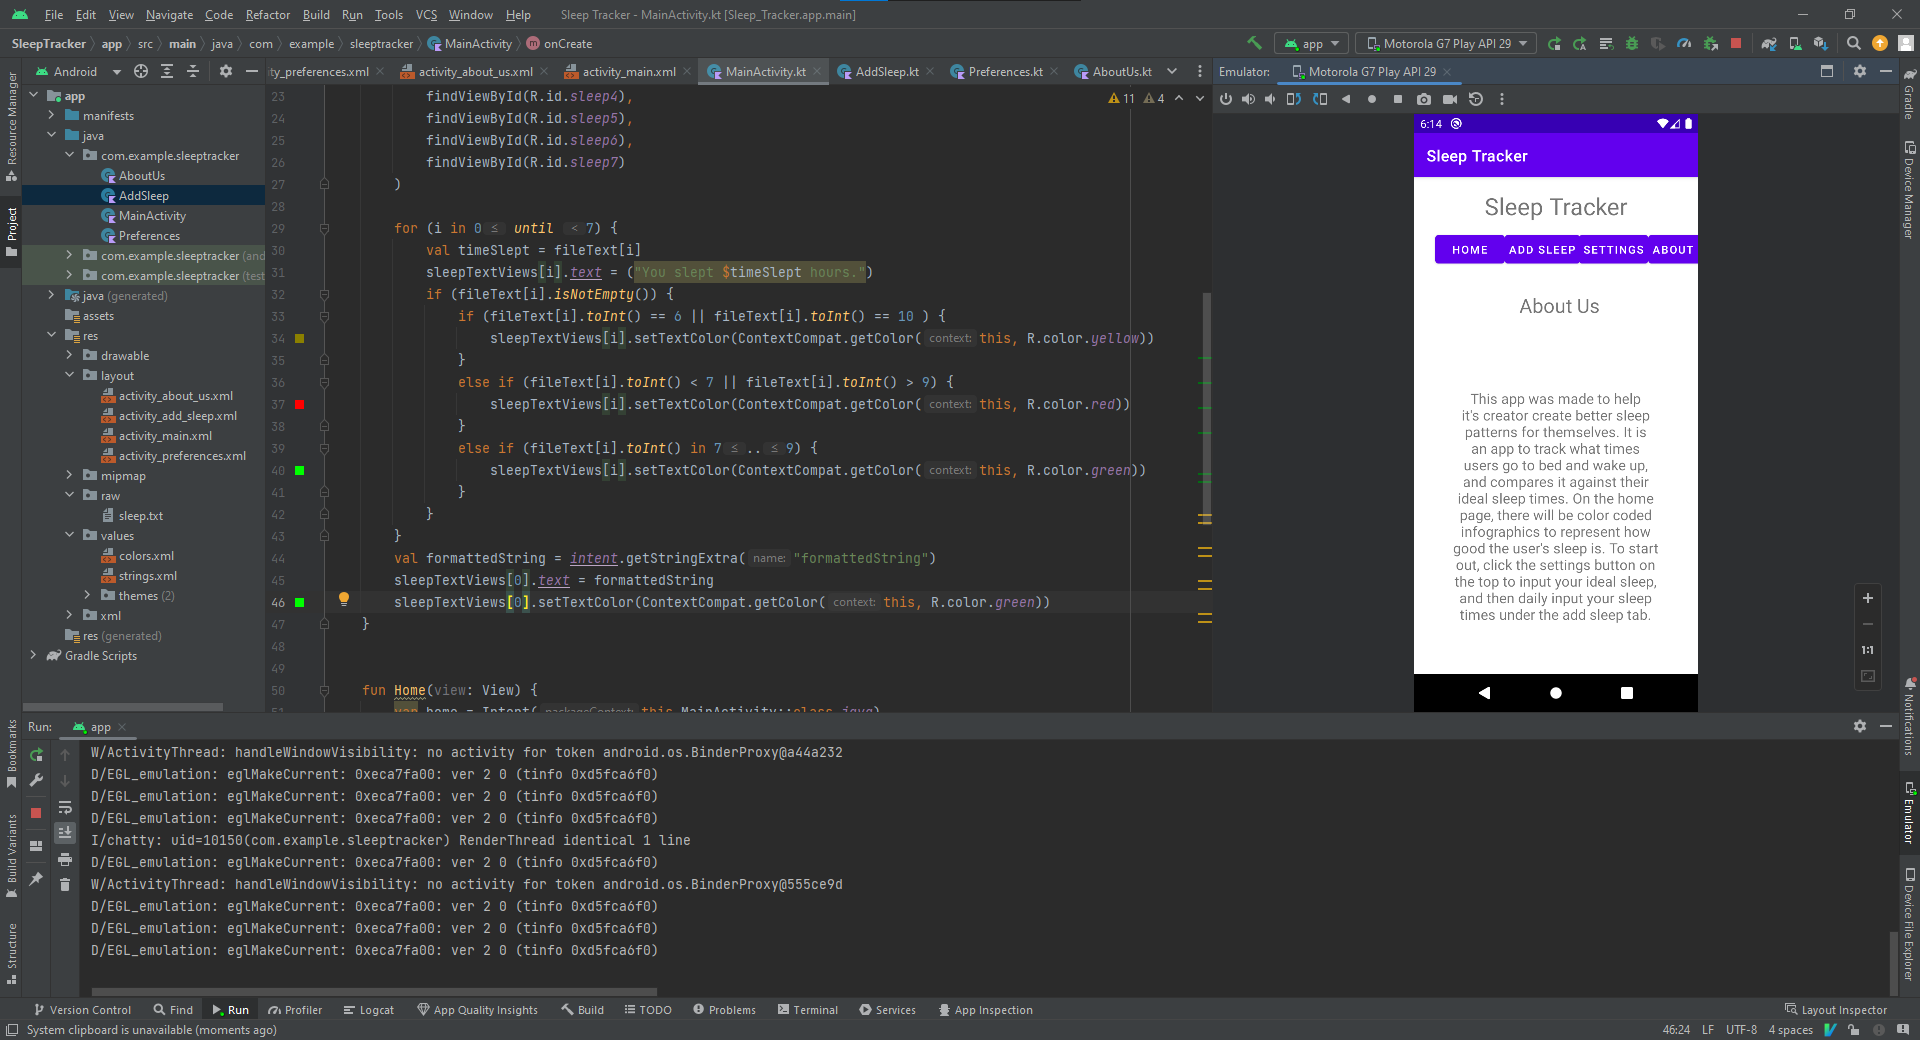 File Edit View Navigate Code Refactor Build Run Tools VCS Window Help Sleep Tracker - MainActivity.kt [Sleep_Tracker.app.main]
SleepTracker app src main java com example sleeptracker MainActivity onCreate app Motorola G7 Play API 29
Android ty_preferences.xml activity_about_us.xml activity_main.xml MainActivity.kt AddSleep.kt Preferences.kt AboutUs.kt Emulator: Motorola G7 Play API 29
Resource Manager
Project
Bookmarks
Build Variants
Structure
app
manifests
java
com.example.sleeptracker
AboutUs
AddSleep
MainActivity
Preferences
com.example.sleeptracker (and
com.example.sleeptracker (test
java (generated)
assets
res
drawable
layout
activity_about_us.xml
activity_add_sleep.xml
activity_main.xml
activity_preferences.xml
mipmap
raw
sleep.txt
values
colors.xml
strings.xml
themes (2)
xml
res (generated)
Gradle Scripts
11 4
23 findViewById(R.id.sleep4),
24 findViewById(R.id.sleep5),
25 findViewById(R.id.sleep6),
26 findViewById(R.id.sleep7)
27 )
28
29 for (i in 0 ≤ until < 7) {
30 val timeSlept = fileText[i]
31 sleepTextViews[i].text = ("You slept $timeSlept hours.")
32 if (fileText[i].isNotEmpty()) {
33 if (fileText[i].toInt() == 6 || fileText[i].toInt() == 10 ) {
34 sleepTextViews[i].setTextColor(ContextCompat.getColor( context: this, R.color.yellow))
35 }
36 else if (fileText[i].toInt() < 7 || fileText[i].toInt() > 9) {
37 sleepTextViews[i].setTextColor(ContextCompat.getColor( context: this, R.color.red))
38 }
39 else if (fileText[i].toInt() in 7 ≤ .. ≤ 9) {
40 sleepTextViews[i].setTextColor(ContextCompat.getColor( context: this, R.color.green))
41 }
42 }
43 }
44 val formattedString = intent.getStringExtra( name: "formattedString")
45 sleepTextViews[0].text = formattedString
46 sleepTextViews[0].setTextColor(ContextCompat.getColor( context: this, R.color.green))
47 }
48
49
50 fun Home(view: View) {
51 var home = Intent( packageContext: this,MainActivity::class.java)
6:14
Sleep Tracker
Sleep Tracker
HOME ADD SLEEP SETTINGS ABOUT
About Us
This app was made to help
it's creator create better sleep
patterns for themselves. It is
an app to track what times
users go to bed and wake up,
and compares it against their
ideal sleep times. On the home
page, there will be color coded
infographics to represent how
good the user's sleep is. To start
out, click the settings button on
the top to input your ideal sleep,
and then daily input your sleep
times under the add sleep tab.
1:1
Gradle
Device Manager
Notifications
Emulator
Device File Explorer
Run: app
W/ActivityThread: handleWindowVisibility: no activity for token android.os.BinderProxy@a44a232
D/EGL_emulation: eglMakeCurrent: 0xeca7fa00: ver 2 0 (tinfo 0xd5fca6f0)
D/EGL_emulation: eglMakeCurrent: 0xeca7fa00: ver 2 0 (tinfo 0xd5fca6f0)
D/EGL_emulation: eglMakeCurrent: 0xeca7fa00: ver 2 0 (tinfo 0xd5fca6f0)
I/chatty: uid=10150(com.example.sleeptracker) RenderThread identical 1 line
D/EGL_emulation: eglMakeCurrent: 0xeca7fa00: ver 2 0 (tinfo 0xd5fca6f0)
W/ActivityThread: handleWindowVisibility: no activity for token android.os.BinderProxy@555ce9d
D/EGL_emulation: eglMakeCurrent: 0xeca7fa00: ver 2 0 (tinfo 0xd5fca6f0)
D/EGL_emulation: eglMakeCurrent: 0xeca7fa00: ver 2 0 (tinfo 0xd5fca6f0)
D/EGL_emulation: eglMakeCurrent: 0xeca7fa00: ver 2 0 (tinfo 0xd5fca6f0)
Version Control Find Run Profiler Logcat App Quality Insights Build TODO Problems Terminal Services App Inspection Layout Inspector
System clipboard is unavailable (moments ago) 46:24 LF UTF-8 4 spaces